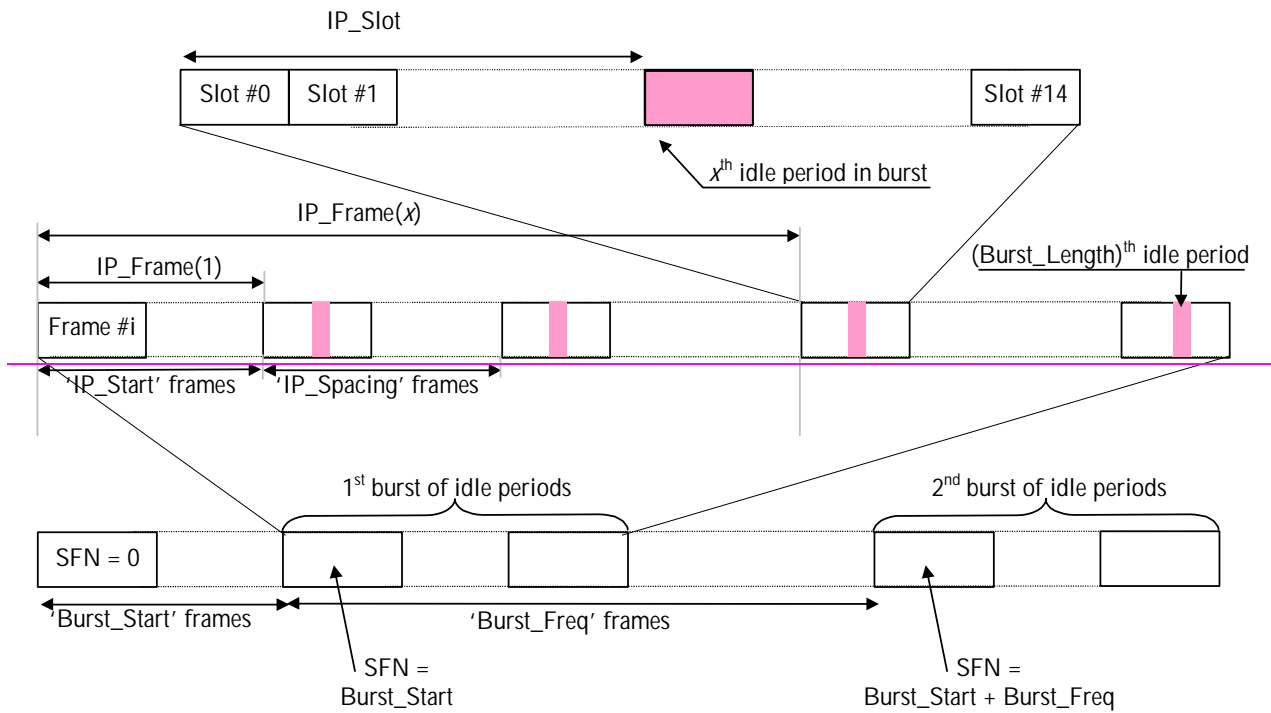 IP_Slot
Slot #0 Slot #1 Slot #14
xth idle period in burst
IP_Frame(x)
IP_Frame(1)
(Burst_Length)th idle period
Frame #i
‘IP_Start’ frames ‘IP_Spacing’ frames
1st burst of idle periods
2nd burst of idle periods
SFN = 0
‘Burst_Start’ frames
‘Burst_Freq’ frames
SFN =
Burst_Start
SFN =
Burst_Start + Burst_Freq